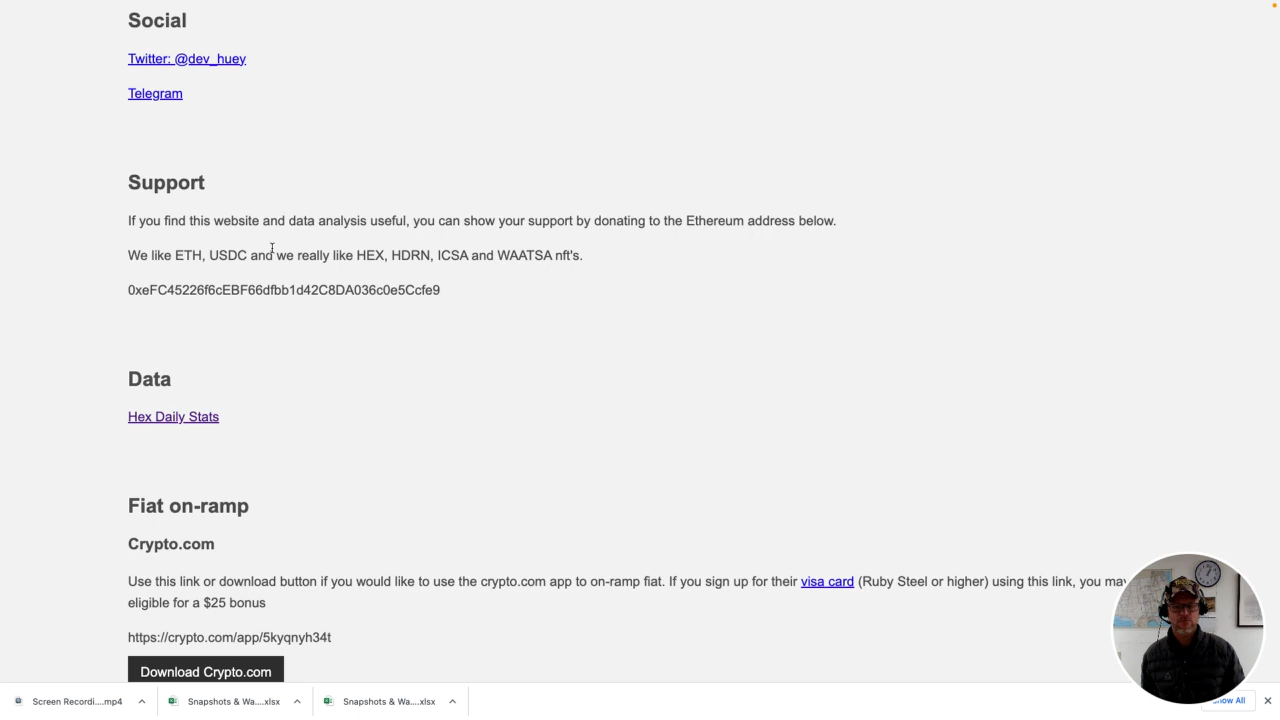 Social
Twitter: @dev_huey
Telegram
Support
If you find this website and data analysis useful, you can show your support by donating to the Ethereum address below.
We like ETH, USDC and we really like HEX, HDRN, ICSA and WAATSA nft's.
0xeFC45226f6cEBF66dfbb1d42C8DA036c0e5Ccfe9
Data
Hex Daily Stats
Fiat on-ramp
Crypto.com
Use this link or download button if you would like to use the crypto.com app to on-ramp fiat. If you sign up for their visa card (Ruby Steel or higher) using this link, you may
eligible for a $25 bonus
https://crypto.com/app/5kyqnyh34t
Download Crypto.com
Screen Recordi....mp4 Snapshots & Wa....xlsx Snapshots & Wa....xlsx Show All